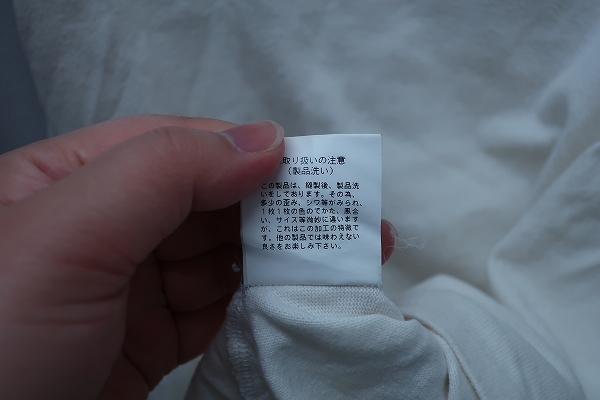 取り扱いの注意
（製品洗い）
この製品は、縫製後、製品洗
いをしてあります。その為、
多少の歪み、シワ等がみられ、
1枚1枚の色のでかた、風合
い、サイズ等微妙に違います
が、これはこの加工の特徴で
す。他の製品では味わえない
良さをお楽しみ下さい。